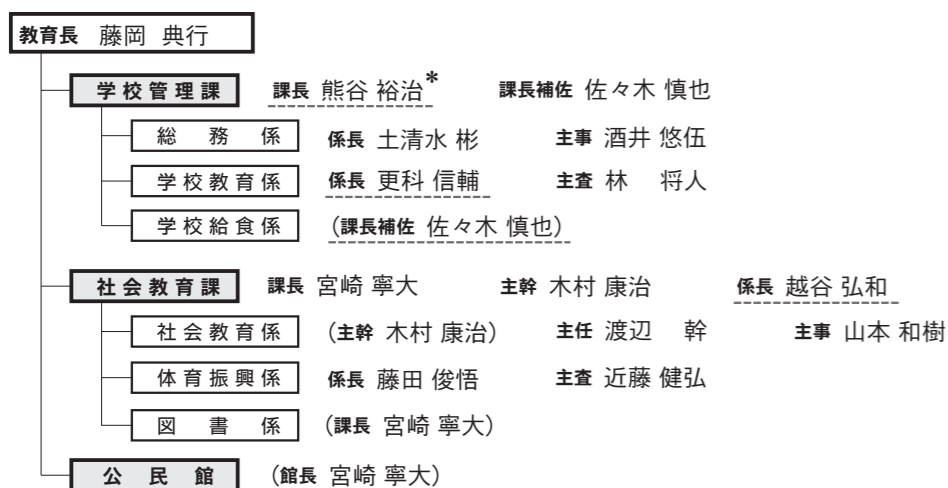 教育長 藤岡 典行
学校管理課 課長 熊谷 裕治* 課長補佐 佐々木 慎也
総務係 係長 土清水 彬 主事 酒井 悠伍
学校教育係 係長 更科 信輔 主査 林 将人
学校給食係 (課長補佐 佐々木 慎也)
社会教育課 課長 宮崎 寧大 主幹 木村 康治 係長 越谷 弘和
社会教育係 (主幹 木村 康治) 主任 渡辺 幹 主事 山本 和樹
体育振興係 係長 藤田 俊悟 主査 近藤 健弘
図書係 (課長 宮崎 寧大)
公民館 (館長 宮崎 寧大)